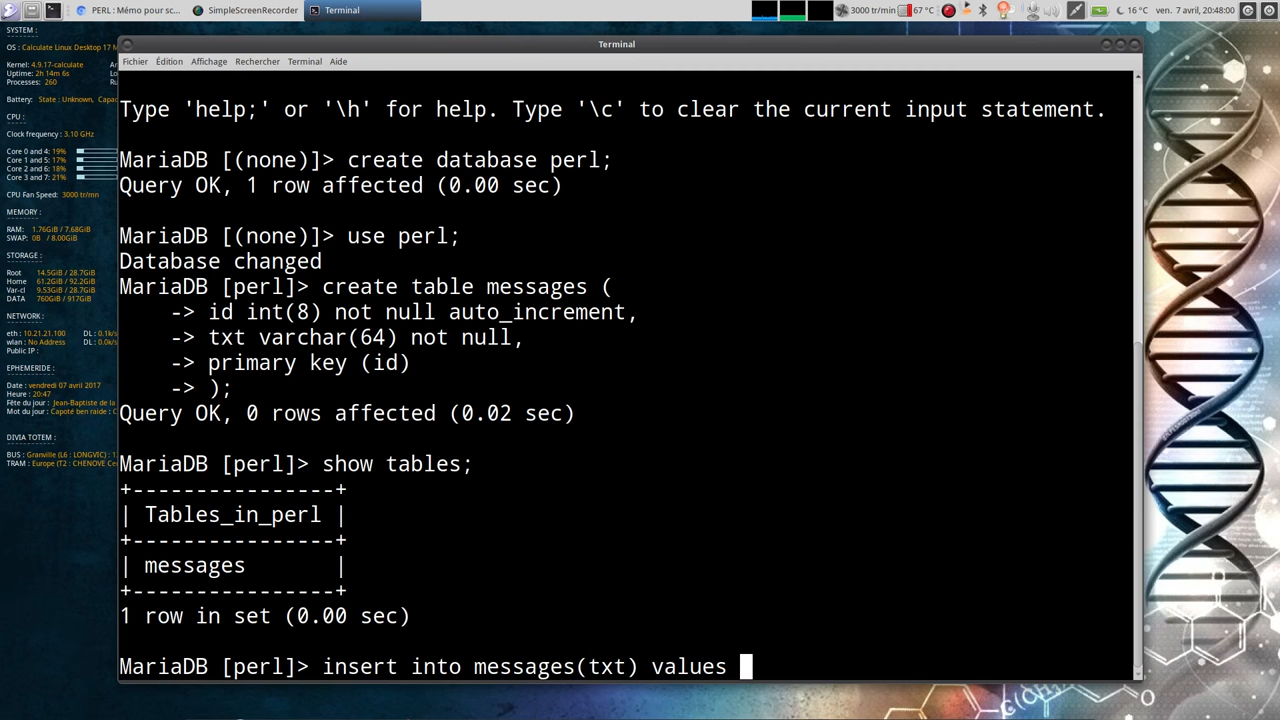 PERL : Mémo pour sc...
SimpleScreenRecorder
Terminal
3000 tr/min
67 °C
16 °C
ven. 7 avril, 20:48:00
SYSTEM :
OS : Calculate Linux Desktop 17 M
Kernel: 4.9.17-calculate
Uptime: 2h 14m 6s
Processes: 260
Battery: State : Unknown, Capac
CPU :
Clock frequency : 3.10 GHz
Core 0 and 4: 19%
Core 1 and 5: 17%
Core 2 and 6: 18%
Core 3 and 7: 21%
CPU Fan Speed: 3000 tr/mn
MEMORY :
RAM: 1.76GiB / 7.68GiB
SWAP: 0B / 8.00GiB
STORAGE :
Root 14.5GiB / 28.7GiB
Home 61.2GiB / 92.2GiB
Var-cl 9.53GiB / 28.7GiB
DATA 760GiB / 917GiB
NETWORK :
eth : 10.21.21.100 DL : 0.1k/s
wlan : No Address DL : 0.0k/s
Public IP :
EPHEMERIDE :
Date : vendredi 07 avril 2017
Heure : 20:47
Fête du jour : Jean-Baptiste de la
Mot du jour : Capoté ben raide : C
DIVIA TOTEM :
BUS : Granville (L6 : LONGVIC) : 1
TRAM : Europe (T2 : CHENOVE Ce
Terminal
Fichier Édition Affichage Rechercher Terminal Aide
Type 'help;' or '\h' for help. Type '\c' to clear the current input statement.
MariaDB [(none)]> create database perl;
Query OK, 1 row affected (0.00 sec)
MariaDB [(none)]> use perl;
Database changed
MariaDB [perl]> create table messages (
    -> id int(8) not null auto_increment,
    -> txt varchar(64) not null,
    -> primary key (id)
    -> );
Query OK, 0 rows affected (0.02 sec)
MariaDB [perl]> show tables;
+----------------+
| Tables_in_perl |
+----------------+
| messages       |
+----------------+
1 row in set (0.00 sec)
MariaDB [perl]> insert into messages(txt) values